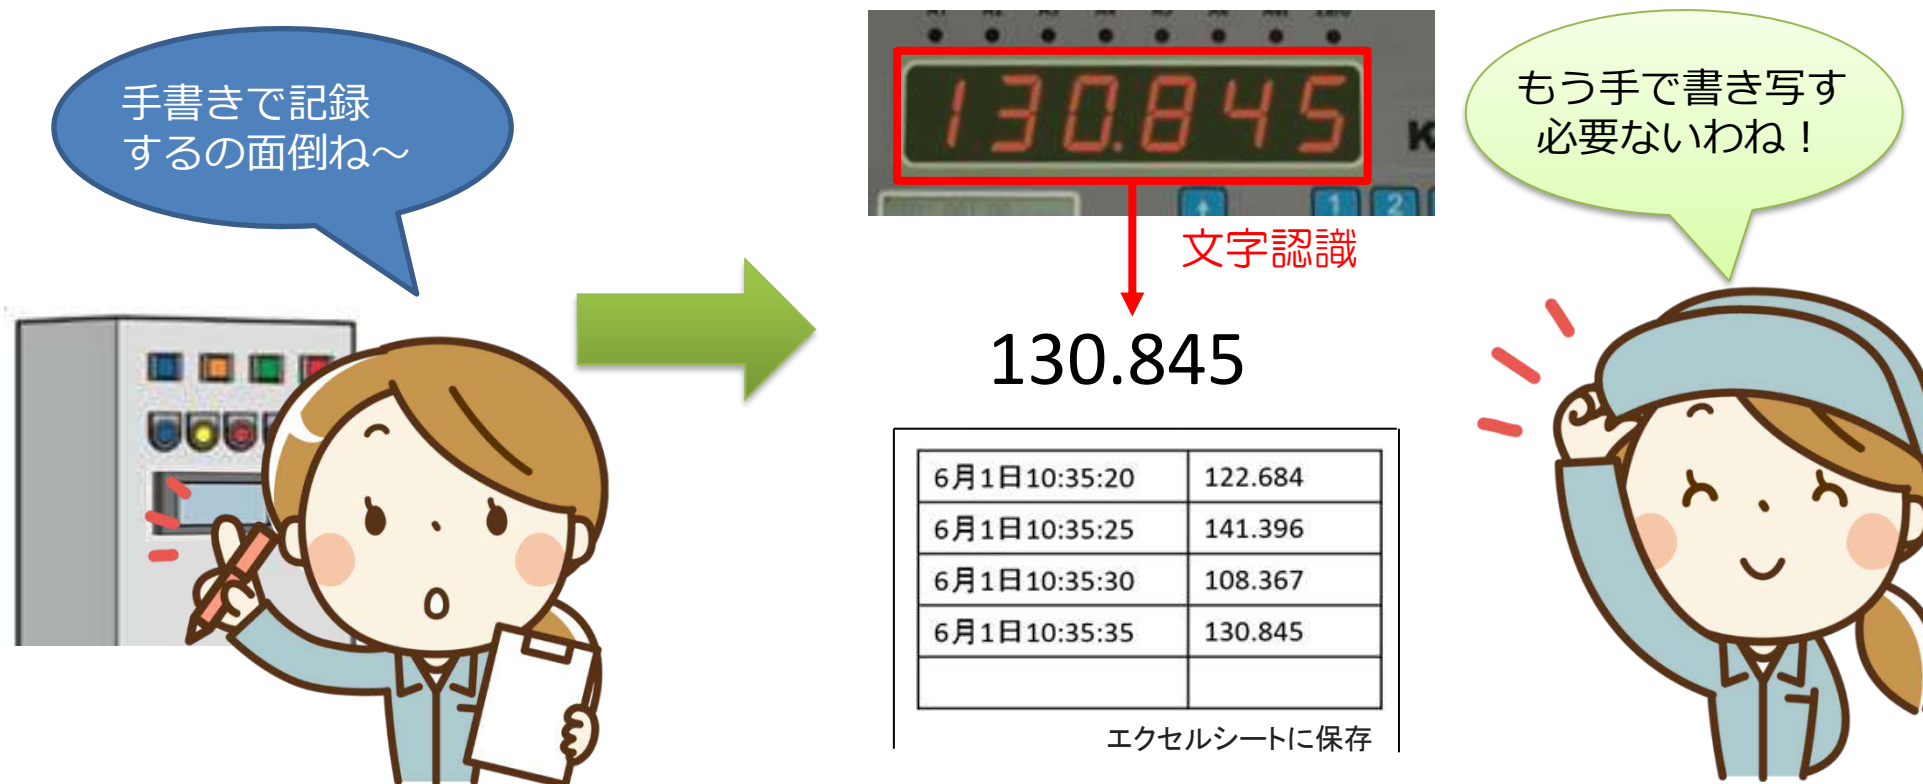 手書きで記録
するの面倒ね～
130.845
K
1 2
文字認識
130.845
6月1日10:35:20 122.684
6月1日10:35:25 141.396
6月1日10:35:30 108.367
6月1日10:35:35 130.845
エクセルシートに保存
もう手で書き写す
必要ないわね！